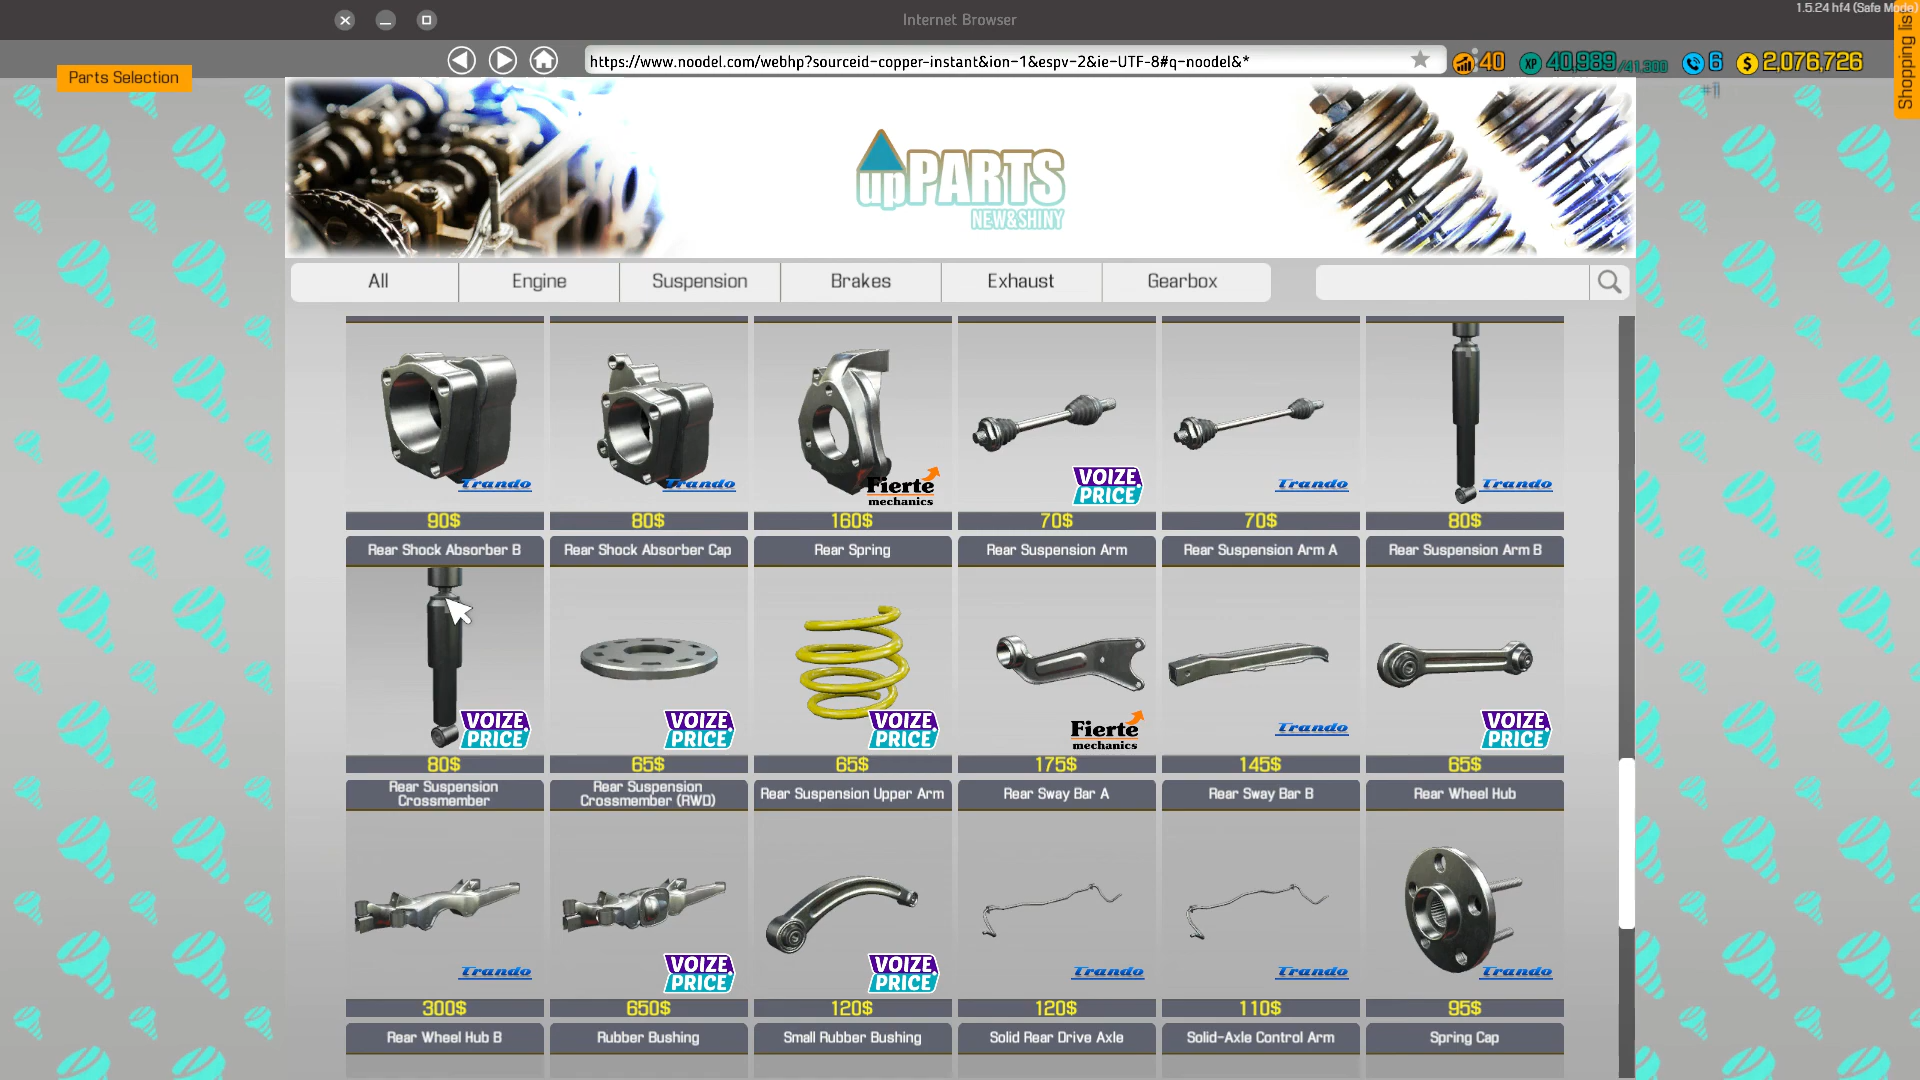 Internet Browser
1.5.24 hf4 (Safe Mode)
Parts Selection
https://www.noodel.com/webhp?sourceid-copper-instant&ion-1&espv-2&ie-UTF-8#q-noodel&*
40
XP 40,989/41,300
6
$ 2,076,726
#1
Shopping list
upPARTS
NEW&SHINY
All
Engine
Suspension
Brakes
Exhaust
Gearbox
Trando
Trando
Fierte mechanics
VOIZE PRICE
Trando
Trando
90$
80$
160$
70$
70$
80$
Rear Shock Absorber B
Rear Shock Absorber Cap
Rear Spring
Rear Suspension Arm
Rear Suspension Arm A
Rear Suspension Arm B
VOIZE PRICE
VOIZE PRICE
VOIZE PRICE
Fierte mechanics
Trando
VOIZE PRICE
80$
65$
65$
175$
145$
65$
Rear Suspension Crossmember
Rear Suspension Crossmember (RWD)
Rear Suspension Upper Arm
Rear Sway Bar A
Rear Sway Bar B
Rear Wheel Hub
Trando
VOIZE PRICE
VOIZE PRICE
Trando
Trando
Trando
300$
650$
120$
120$
110$
95$
Rear Wheel Hub B
Rubber Bushing
Small Rubber Bushing
Solid Rear Drive Axle
Solid-Axle Control Arm
Spring Cap